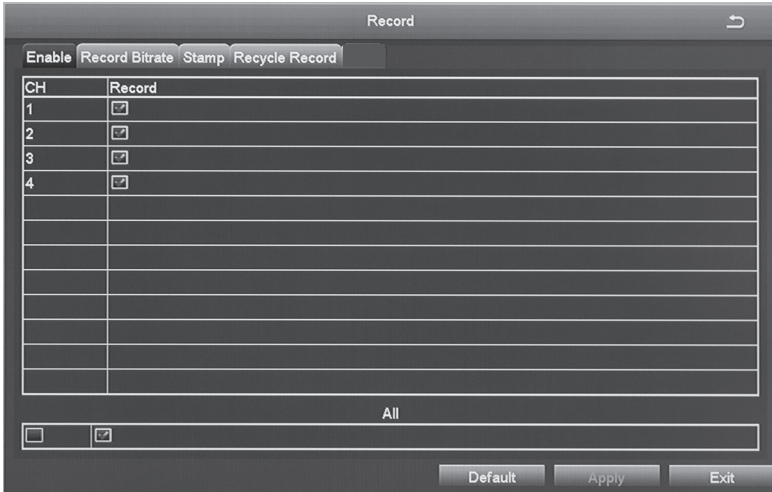 Record
Enable Record Bitrate Stamp Recycle Record
CH Record
1
2
3
4
All
Default Apply Exit